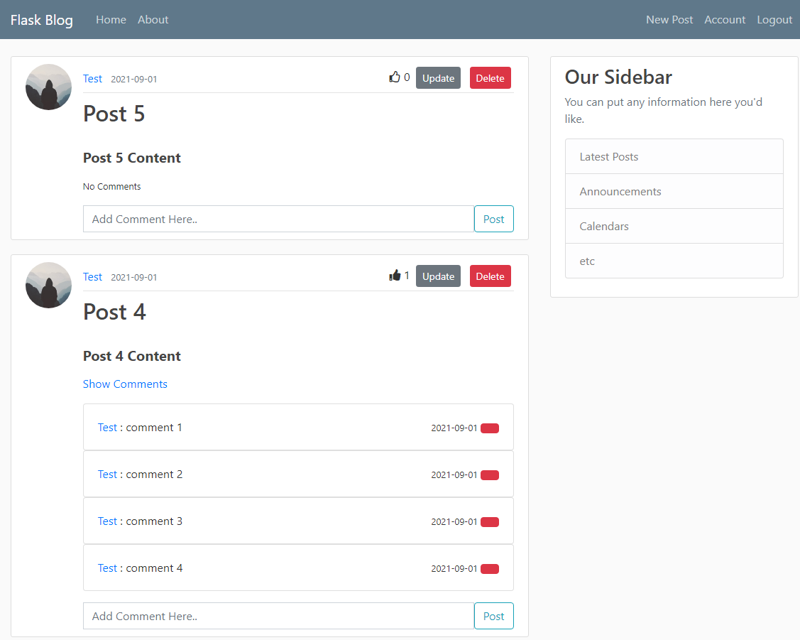 Flask Blog Home About New Post Account Logout
Test 2021-09-01 0 Update Delete
Post 5
Post 5 Content
No Comments
Add Comment Here.. Post
Test 2021-09-01 1 Update Delete
Post 4
Post 4 Content
Show Comments
Test : comment 1 2021-09-01
Test : comment 2 2021-09-01
Test : comment 3 2021-09-01
Test : comment 4 2021-09-01
Add Comment Here.. Post
Our Sidebar
You can put any information here you'd
like.
Latest Posts
Announcements
Calendars
etc